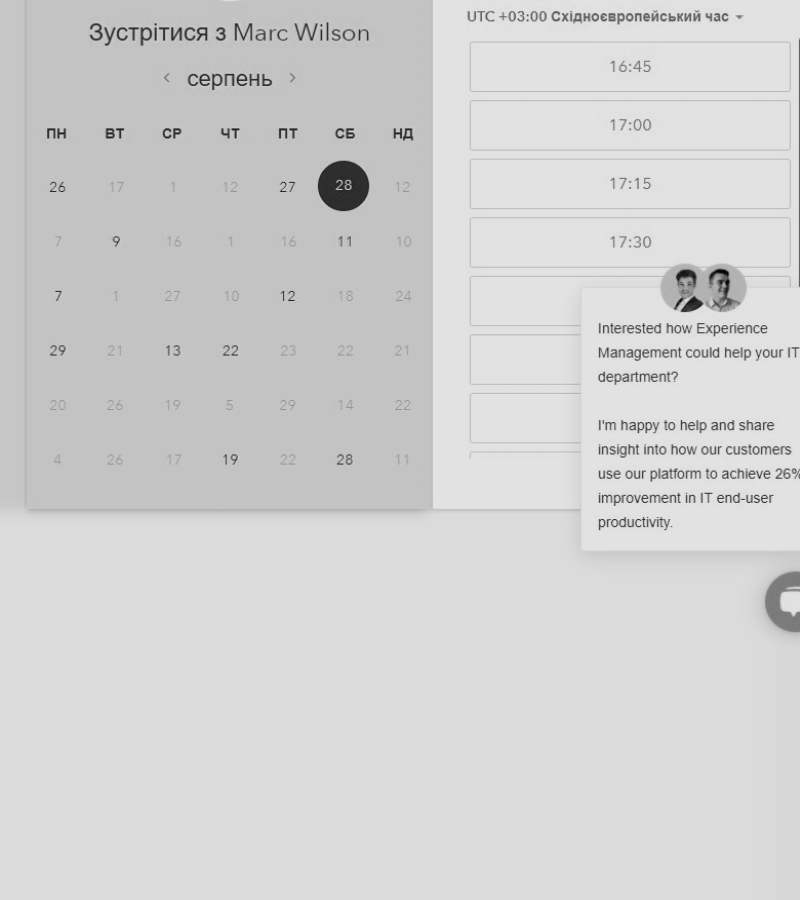 Зустрітися з Marc Wilson
серпень
ПН ВТ СР ЧТ ПТ СБ НД
26 17 1 12 27 28 12
7 9 16 1 16 11 10
7 1 27 10 12 18 24
29 21 13 22 23 22 21
20 26 19 5 29 14 22
4 26 17 19 22 28 11
UTC +03:00 Східноєвропейський час
16:45
17:00
17:15
17:30
Interested how Experience
Management could help your IT
department?
I'm happy to help and share
insight into how our customers
use our platform to achieve 26%
improvement in IT end-user
productivity.